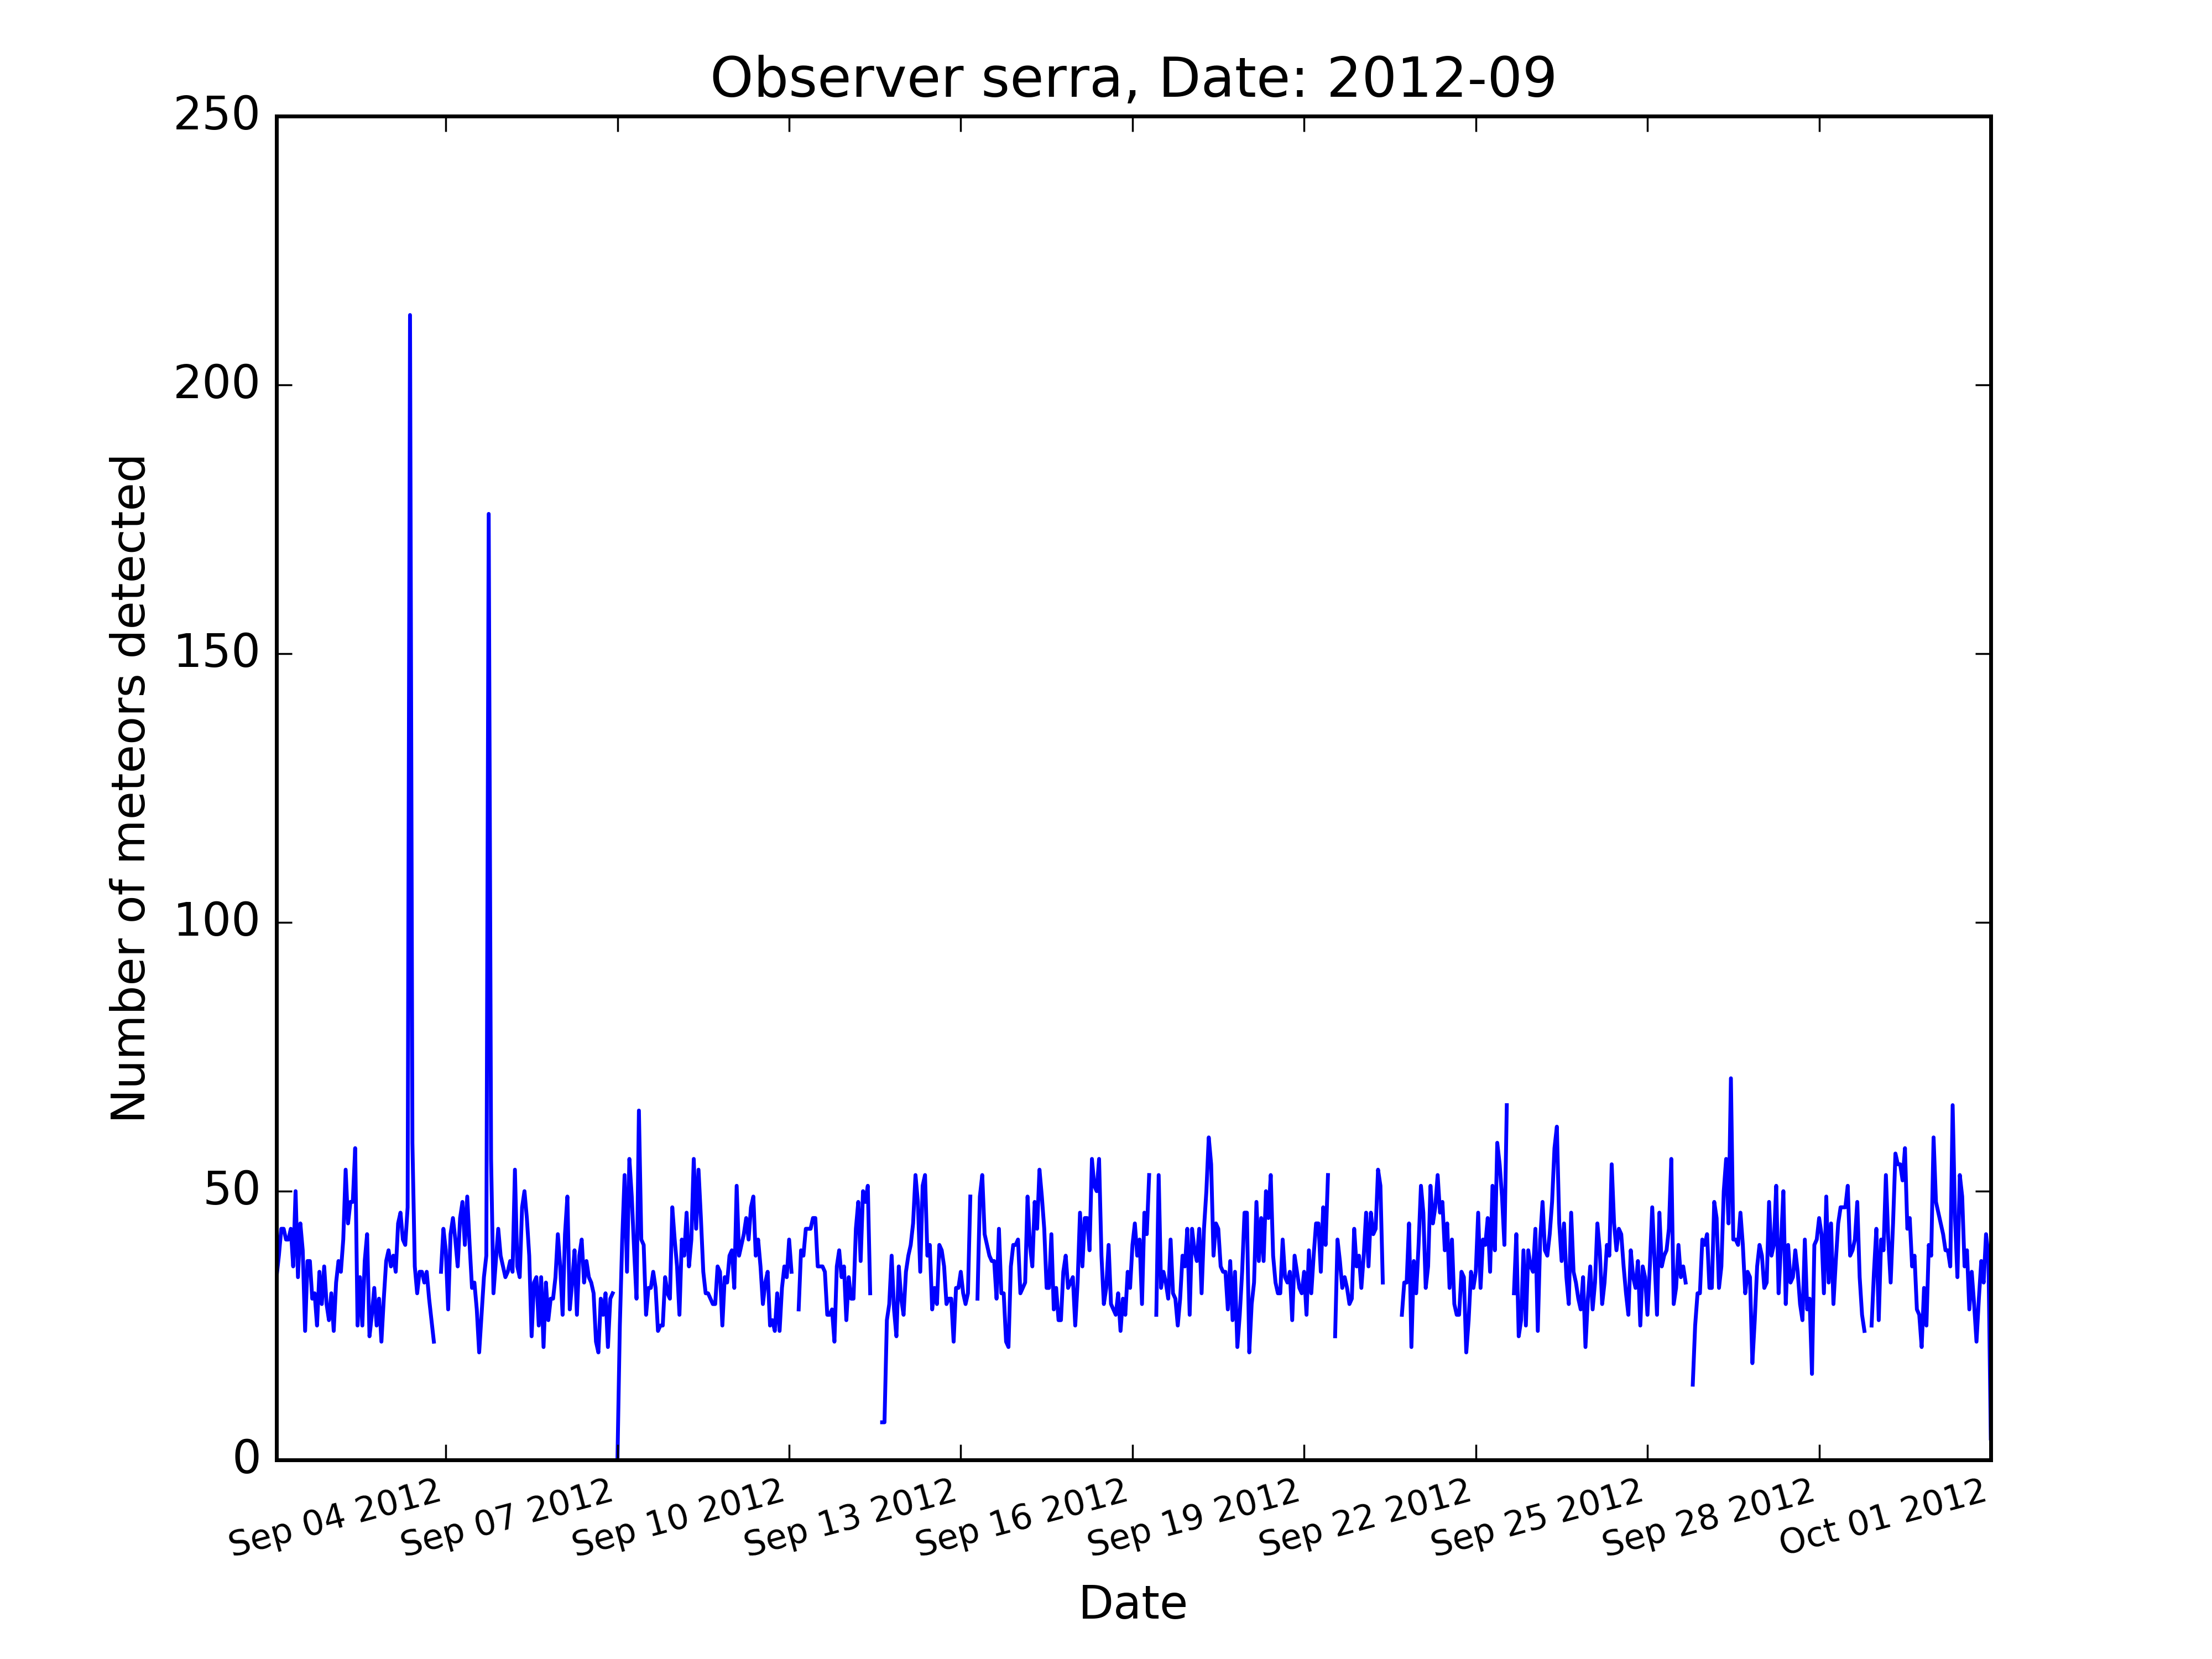 Observer serra, Date: 2012-09
250
200
150
100
50
0
Number of meteors detected
Sep 04 2012
Sep 07 2012
Sep 10 2012
Sep 13 2012
Sep 16 2012
Sep 19 2012
Sep 22 2012
Sep 25 2012
Sep 28 2012
Oct 01 2012
Date